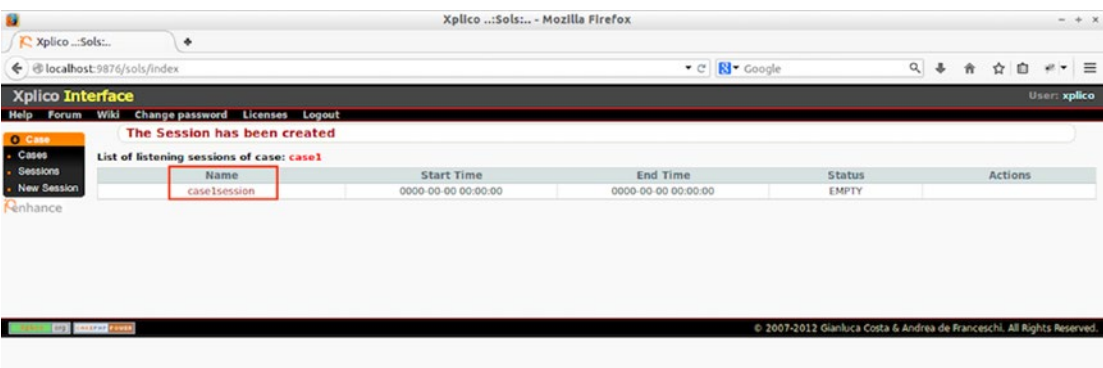 Xplico ..:Sols:.. - Mozilla Firefox
Xplico ..:Sols:..
localhost:9876/sols/index
Google
Xplico Interface
User: xplico
Help Forum Wiki Change password Licenses Logout
The Session has been created
Case
Cases
Sessions
New Session
List of listening sessions of case: case1
Name Start Time End Time Status Actions
case1session 0000-00-00 00:00:00 0000-00-00 00:00:00 EMPTY
enhance
org POWER
© 2007-2012 Gianluca Costa & Andrea de Franceschi. All Rights Reserved.